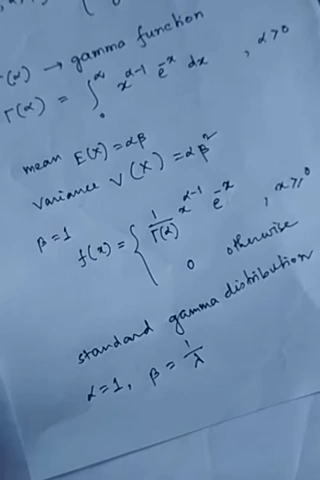 Γ(α) → gamma function
Γ(α) = ∫₀^∞ x^(α-1) e^(-x) dx , α>0
mean E(X) = αβ
variance V(X) = αβ²
β=1
f(x) = { 1/Γ(α) x^(α-1) e^(-x) , x≥0
0 otherwise
standard gamma distribution
α=1, β=1/λ